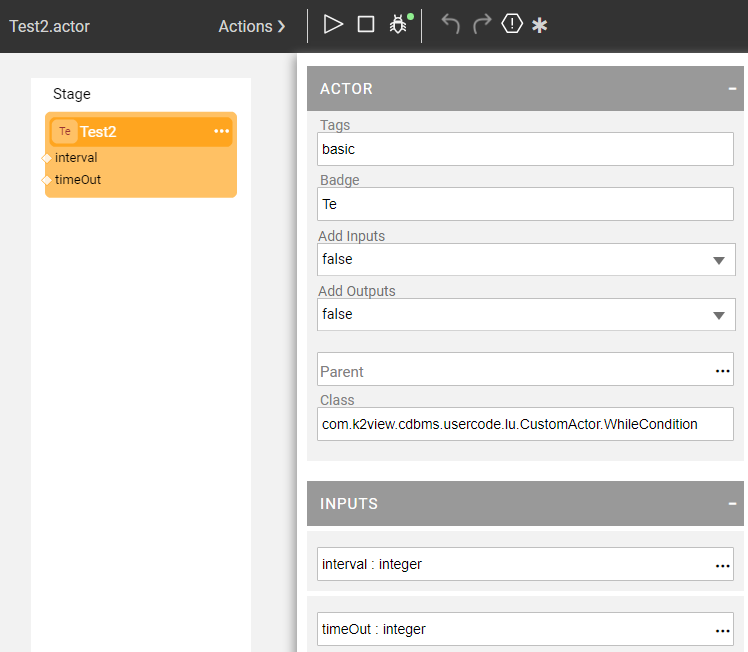 Test2.actor
Actions
Stage
Te Test2
interval
timeOut
ACTOR
Tags
basic
Badge
Te
Add Inputs
false
Add Outputs
false
Parent
Class
com.k2view.cdbms.usercode.lu.CustomActor.WhileCondition
INPUTS
interval : integer
timeOut : integer